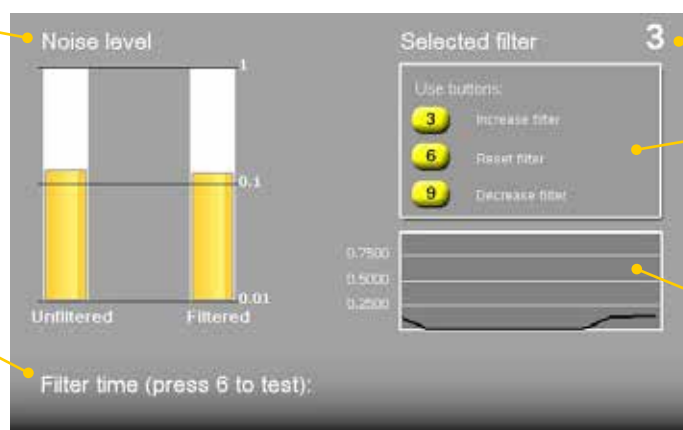 Noise level
Selected filter 3
Use buttons:
3 Increase filter
6 Reset filter
9 Decrease filter
1
0.1
0.01
Unfiltered Filtered
0.7500
0.5000
0.2500
Filter time (press 6 to test):